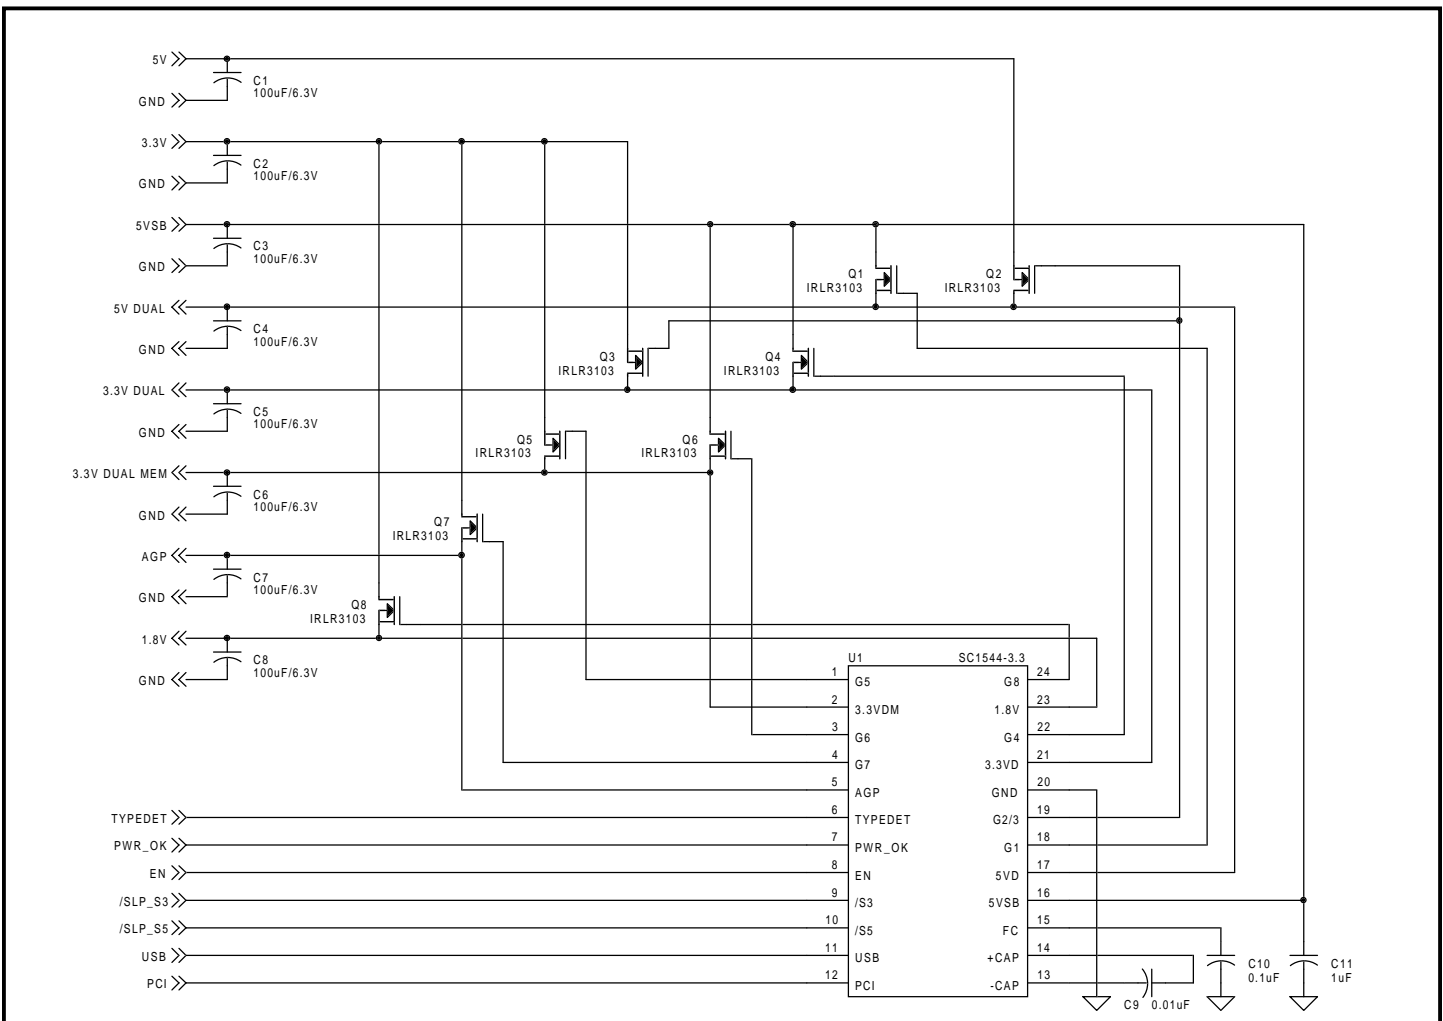 5V
C1
100uF/6.3V
GND
3.3V
C2
100uF/6.3V
GND
5VSB
C3
100uF/6.3V
GND
Q1
IRLR3103
Q2
IRLR3103
5V DUAL
C4
100uF/6.3V
GND
Q3
IRLR3103
Q4
IRLR3103
3.3V DUAL
C5
100uF/6.3V
GND
Q5
IRLR3103
Q6
IRLR3103
3.3V DUAL MEM
C6
100uF/6.3V
GND
Q7
IRLR3103
AGP
C7
100uF/6.3V
GND
Q8
IRLR3103
1.8V
C8
100uF/6.3V
GND
U1 SC1544-3.3
1 G5 G8 24
2 3.3VDM 1.8V 23
3 G6 G4 22
4 G7 3.3VD 21
5 AGP GND 20
TYPEDET 6 TYPEDET G2/3 19
PWR_OK 7 PWR_OK G1 18
EN 8 EN 5VD 17
/SLP_S3 9 /S3 5VSB 16
/SLP_S5 10 /S5 FC 15
USB 11 USB +CAP 14
PCI 12 PCI -CAP 13
C9 0.01uF
C10
0.1uF
C11
1uF